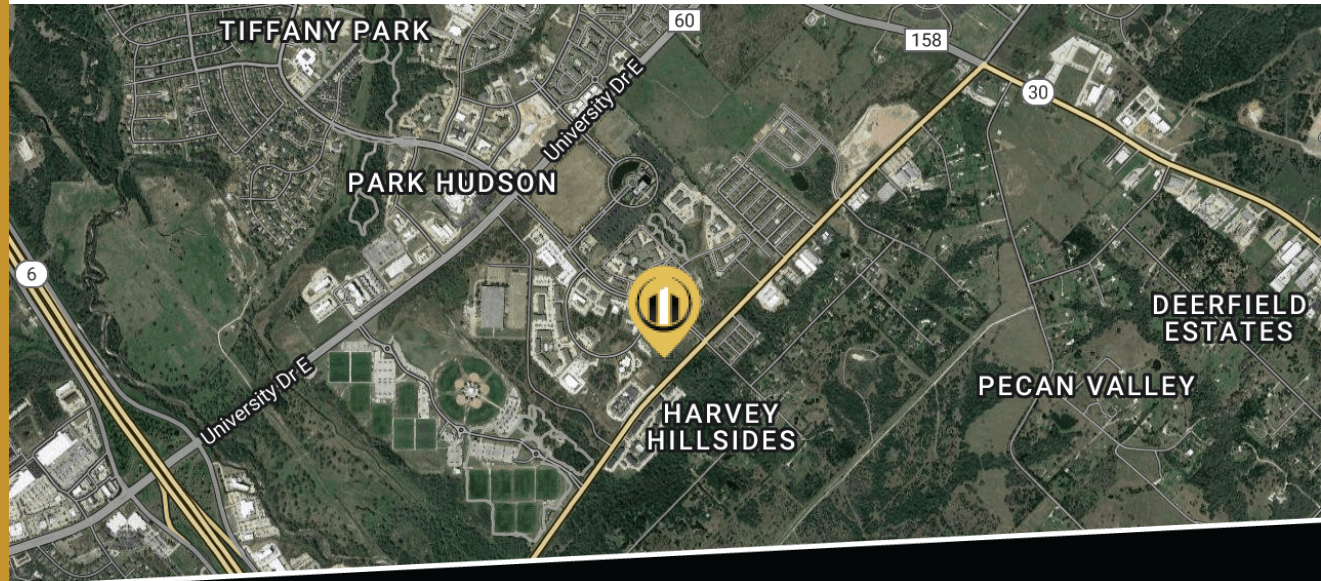 TIFFANY PARK
60
158
University Dr E
30
PARK HUDSON
6
DEERFIELD
ESTATES
PECAN VALLEY
University Dr E
HARVEY
HILLSIDES